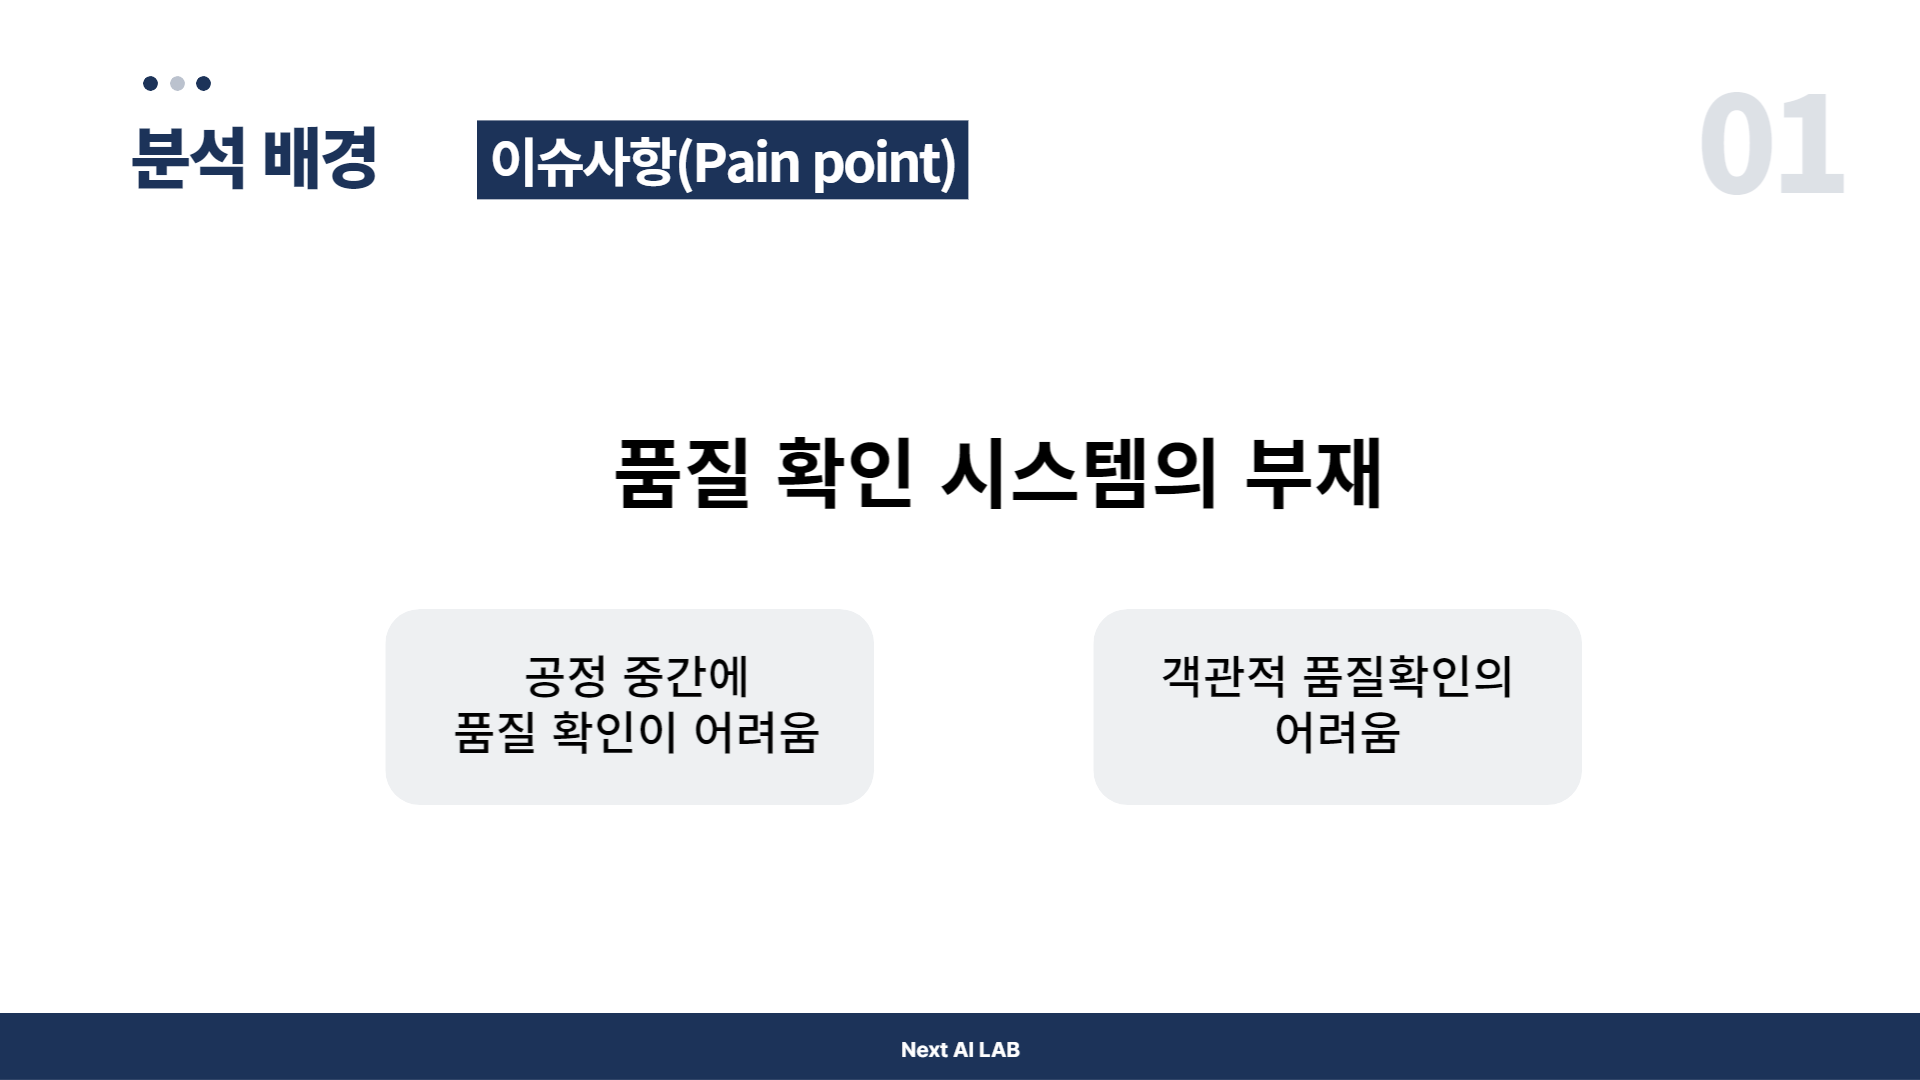 분석 배경
이슈사항(Pain point)
01
품질 확인 시스템의 부재
공정 중간에
품질 확인이 어려움
객관적 품질확인의
어려움
Next AI LAB